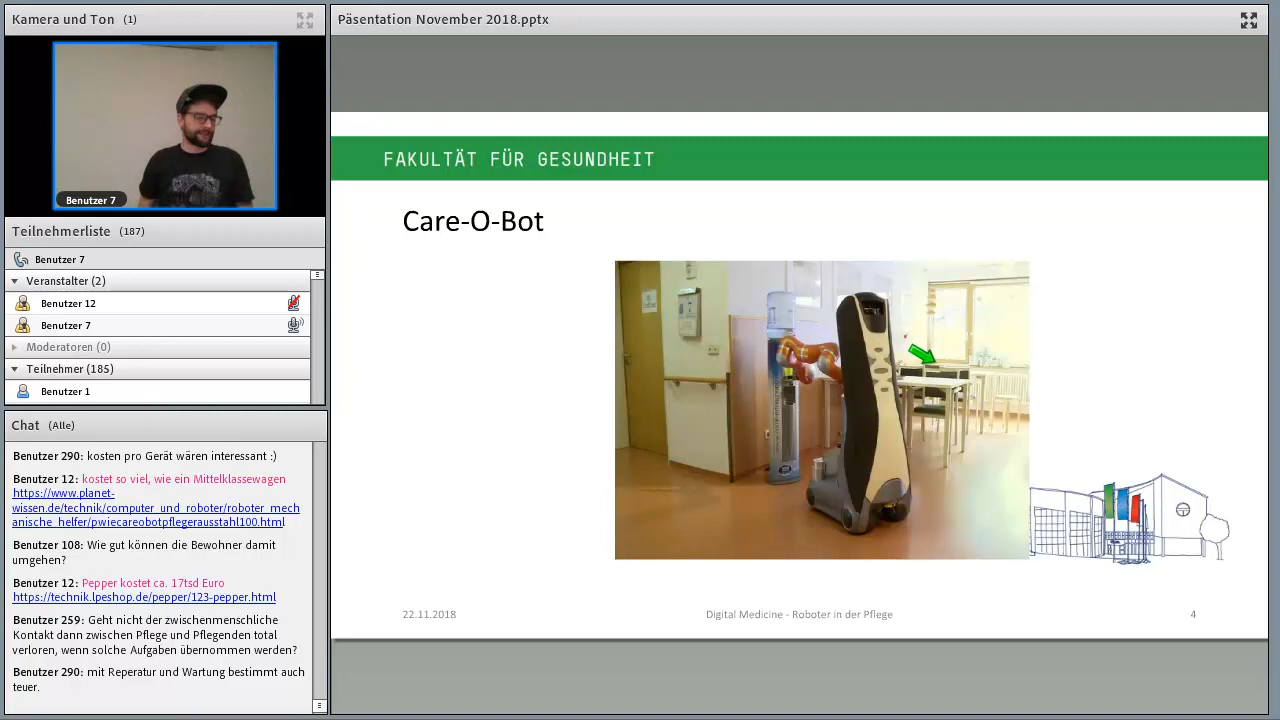 Kamera und Ton (1)
Benutzer 7
Teilnehmerliste (187)
Benutzer 7
Veranstalter (2)
Benutzer 12
Benutzer 7
Moderatoren (0)
Teilnehmer (185)
Benutzer 1
Chat (Alle)
Benutzer 290: kosten pro Gerät wären interessant :)
Benutzer 12: kostet so viel, wie ein Mittelklassewagen
https://www.planet-
wissen.de/technik/computer_und_roboter/roboter_mech
anische_helfer/pwiecareobotpflegerausstahl100.html
Benutzer 108: Wie gut können die Bewohner damit
umgehen?
Benutzer 12: Pepper kostet ca. 17tsd Euro
https://technik.lpeshop.de/pepper/123-pepper.html
Benutzer 259: Geht nicht der zwischenmenschliche
Kontakt dann zwischen Pflege und Pflegenden total
verloren, wenn solche Aufgaben übernommen werden?
Benutzer 290: mit Reperatur und Wartung bestimmt auch
teuer.
Päsentation November 2018.pptx
FAKULTÄT FÜR GESUNDHEIT
Care-O-Bot
22.11.2018
Digital Medicine - Roboter in der Pflege
4